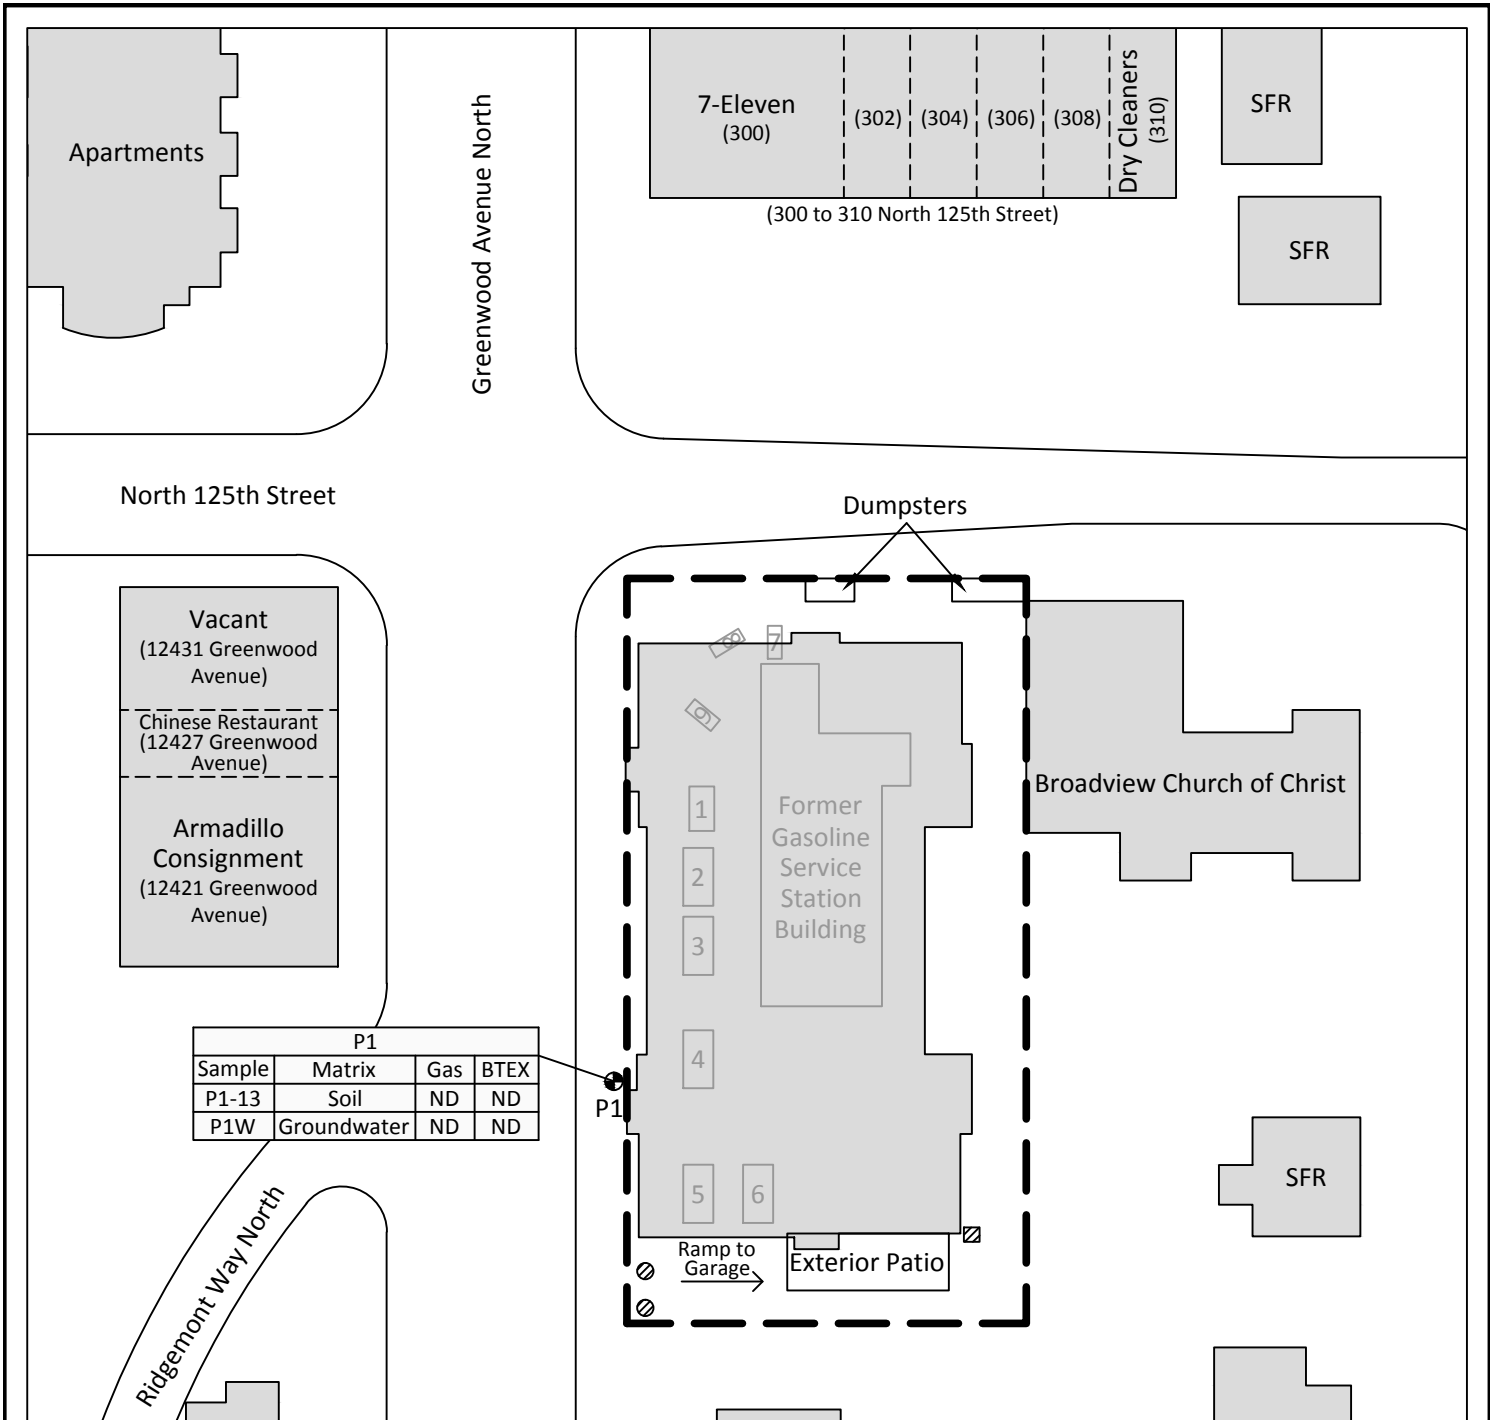 Apartments
Greenwood Avenue North
7-Eleven
(300)
(302)
(304)
(306)
(308)
Dry Cleaners
(310)
(300 to 310 North 125th Street)
SFR
SFR
North 125th Street
Dumpsters
Vacant
(12431 Greenwood
Avenue)
Chinese Restaurant
(12427 Greenwood
Avenue)
Armadillo
Consignment
(12421 Greenwood
Avenue)
8
7
9
1
2
3
4
5
6
Former
Gasoline
Service
Station
Building
Broadview Church of Christ
P1
Sample Matrix Gas BTEX
P1-13 Soil ND ND
P1W Groundwater ND ND
P1
SFR
Ramp to
Garage
Exterior Patio
Ridgemont Way North